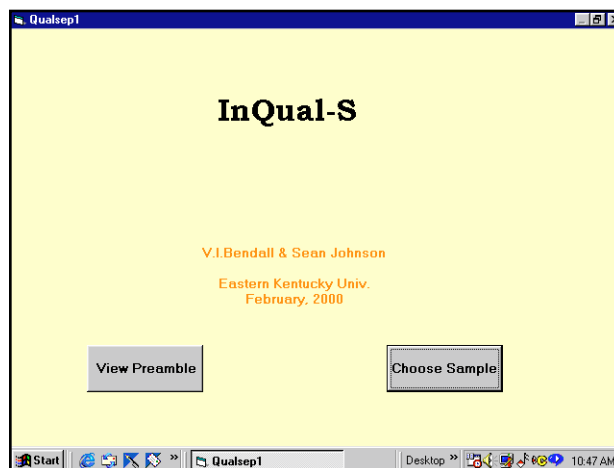 Qualsep1
InQual-S
V.I.Bendall & Sean Johnson
Eastern Kentucky Univ.
February, 2000
View Preamble
Choose Sample
Start
»
Qualsep1
Desktop »
10:47 AM